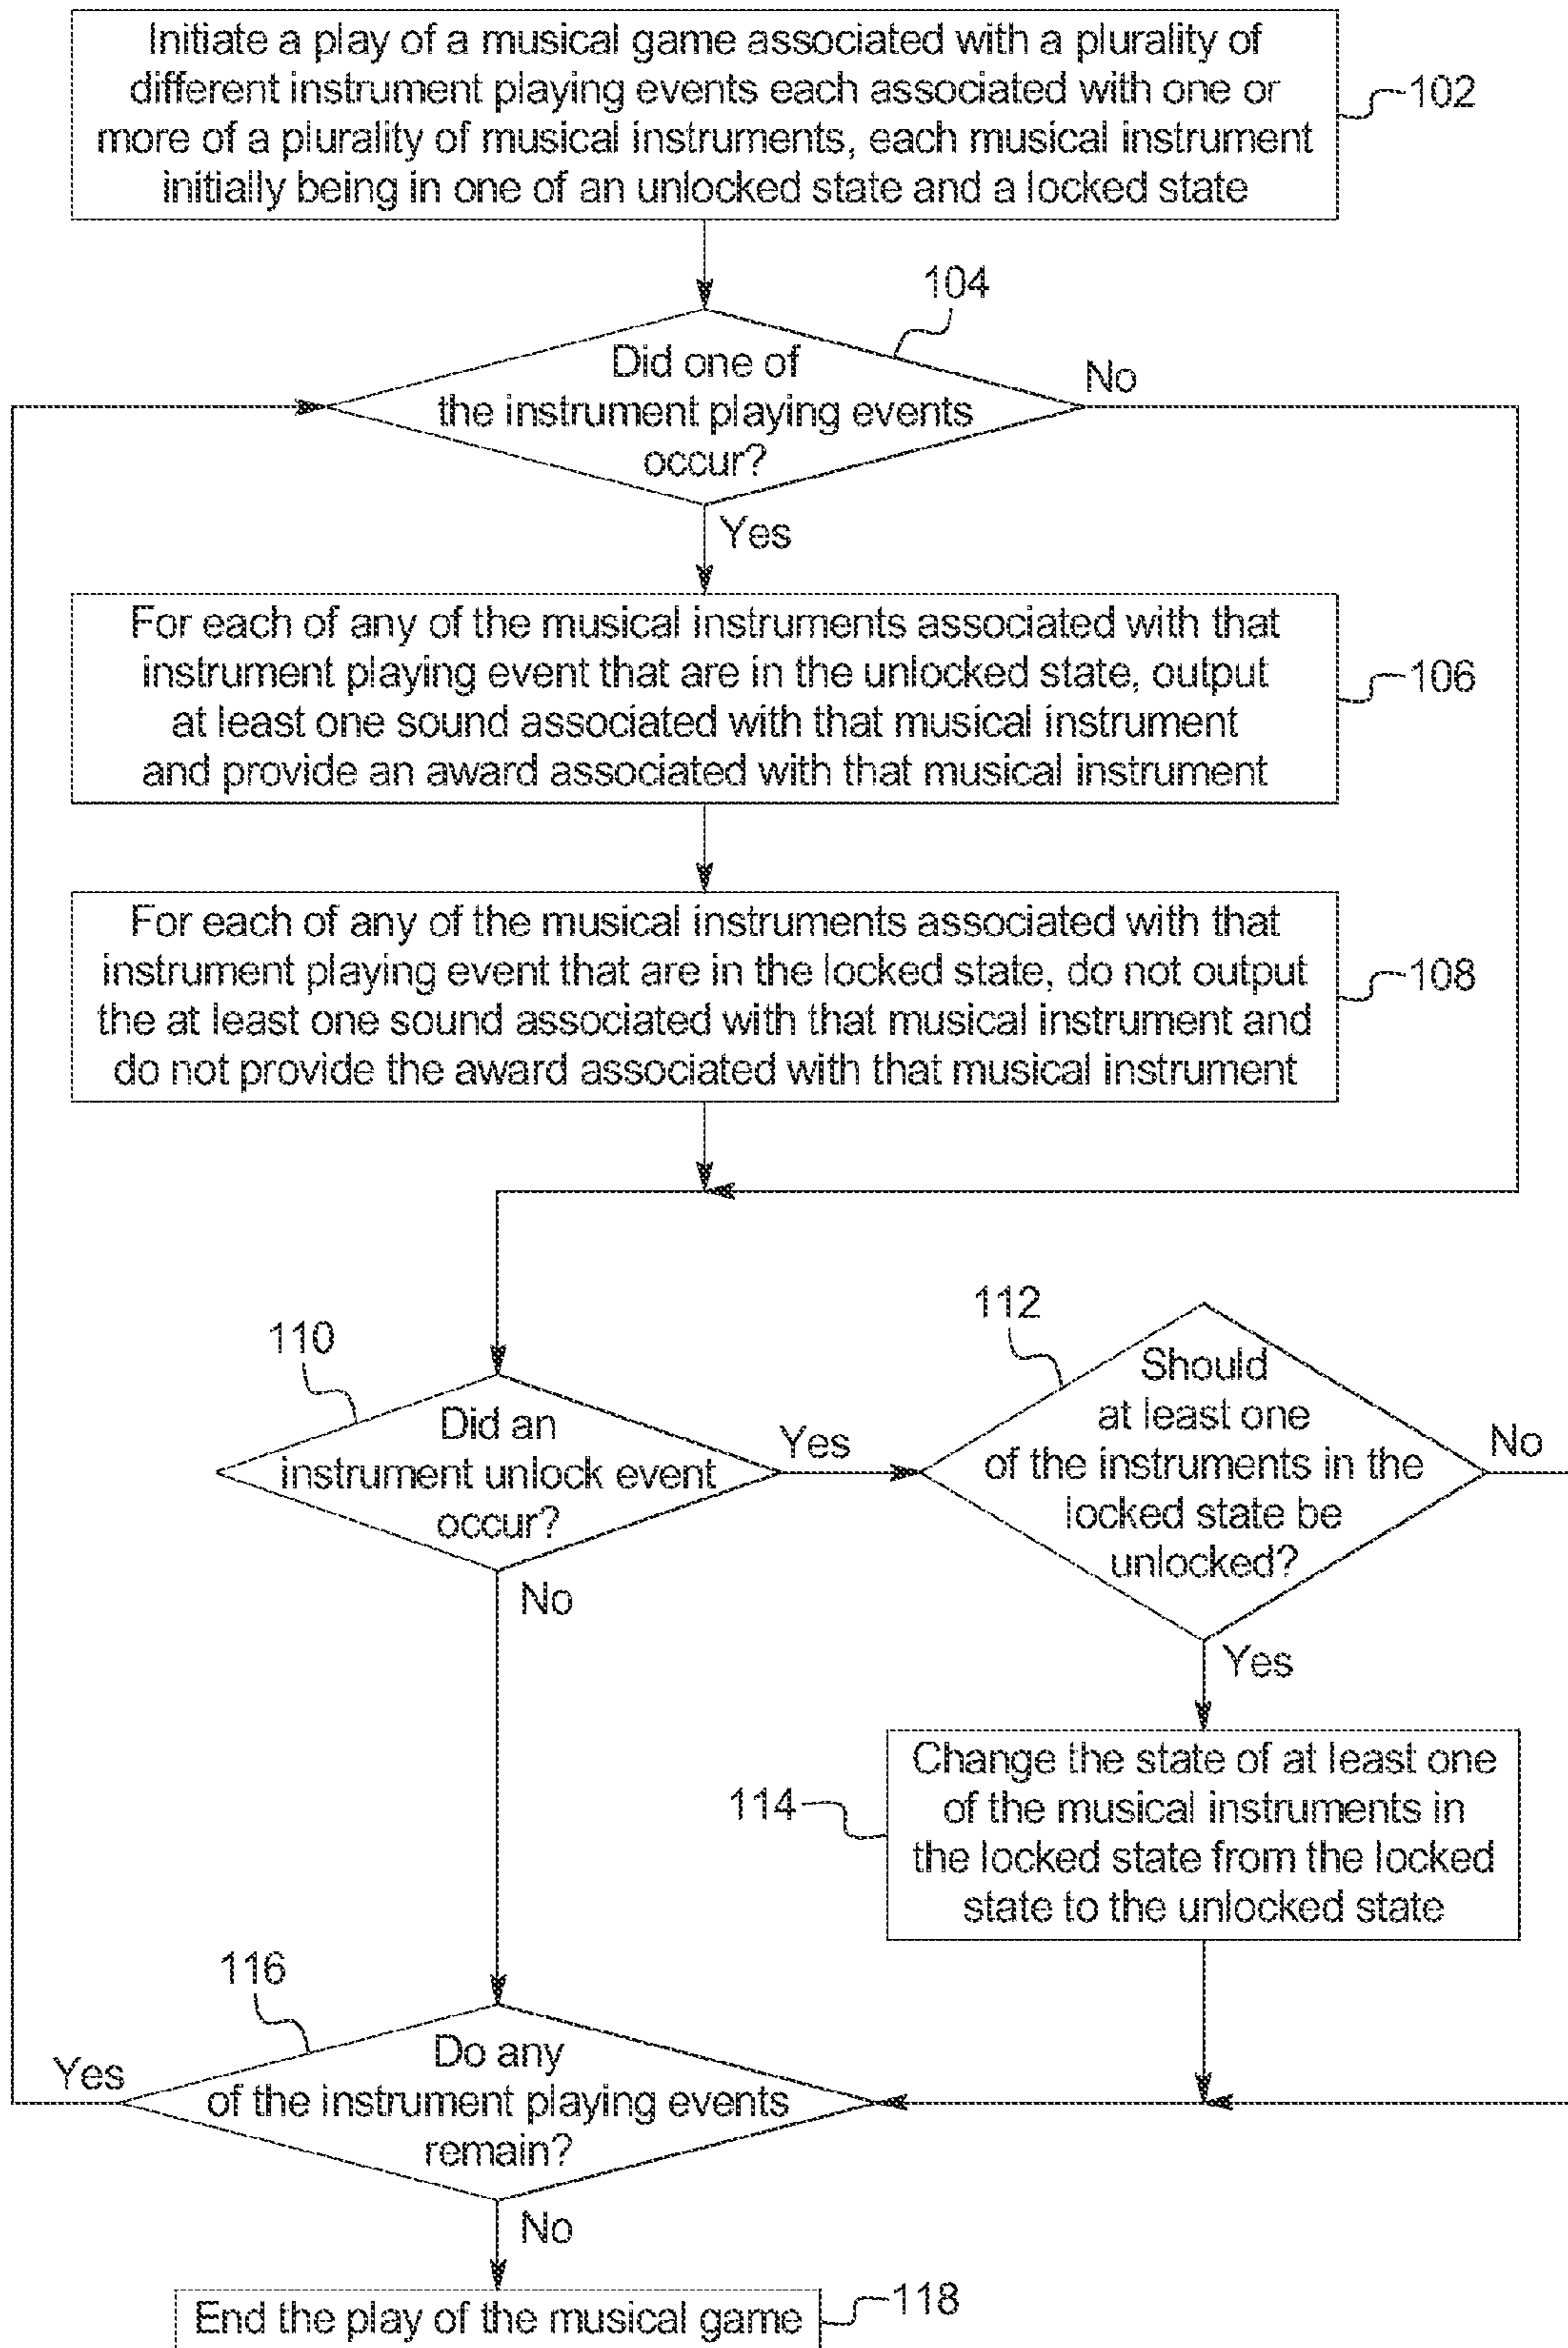 Initiate a play of a musical game associated with a plurality of
different instrument playing events each associated with one or
more of a plurality of musical instruments, each musical instrument
initially being in one of an unlocked state and a locked state
102
104
Did one of
the instrument playing events
occur?
No
Yes
For each of any of the musical instruments associated with that
instrument playing event that are in the unlocked state, output
at least one sound associated with that musical instrument
and provide an award associated with that musical instrument
106
For each of any of the musical instruments associated with that
instrument playing event that are in the locked state, do not output
the at least one sound associated with that musical instrument and
do not provide the award associated with that musical instrument
108
110
Did an
instrument unlock event
occur?
Yes
No
112
Should
at least one
of the instruments in the
locked state be
unlocked?
No
Yes
114
Change the state of at least one
of the musical instruments in
the locked state from the locked
state to the unlocked state
116
Do any
of the instrument playing events
remain?
Yes
No
End the play of the musical game
118